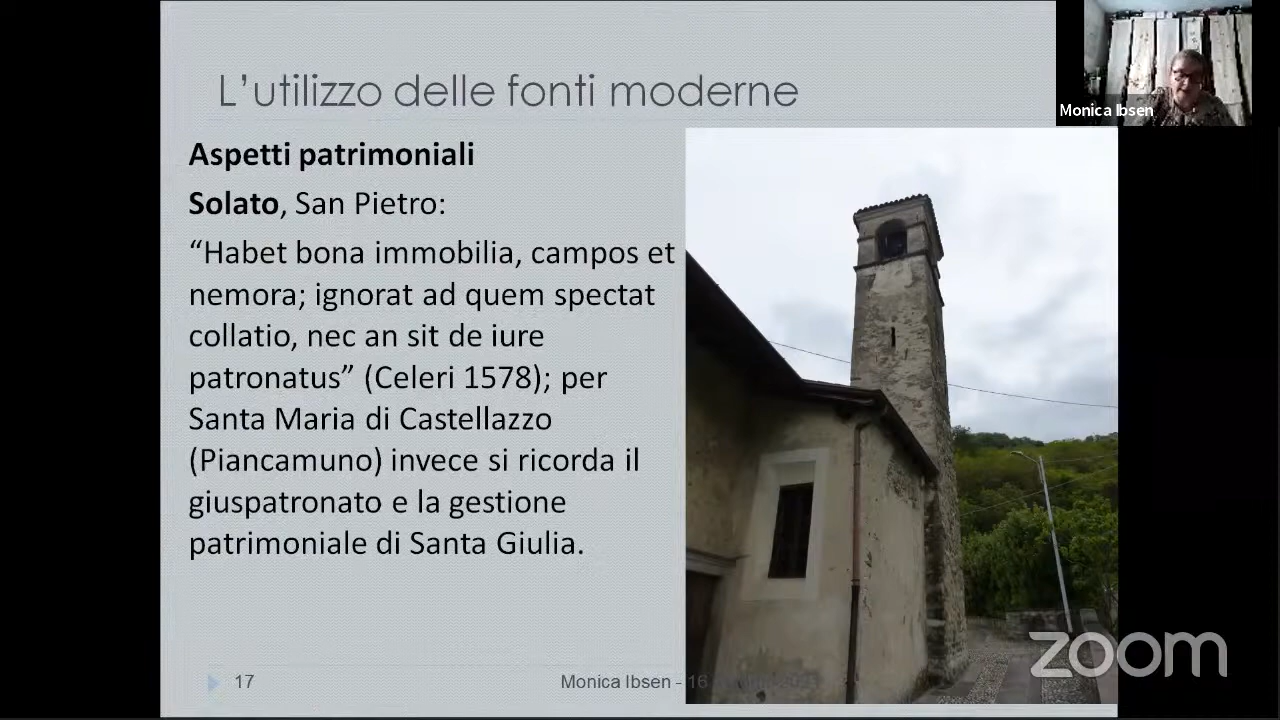 L'utilizzo delle fonti moderne
Monica Ibsen
Aspetti patrimoniali
Solato, San Pietro:
“Habet bona immobilia, campos et
nemora; ignorat ad quem spectat
collatio, nec an sit de iure
patronatus” (Celeri 1578); per
Santa Maria di Castellazzo
(Piancamuno) invece si ricorda il
giuspatronato e la gestione
patrimoniale di Santa Giulia.
17
Monica Ibsen - 16
zoom